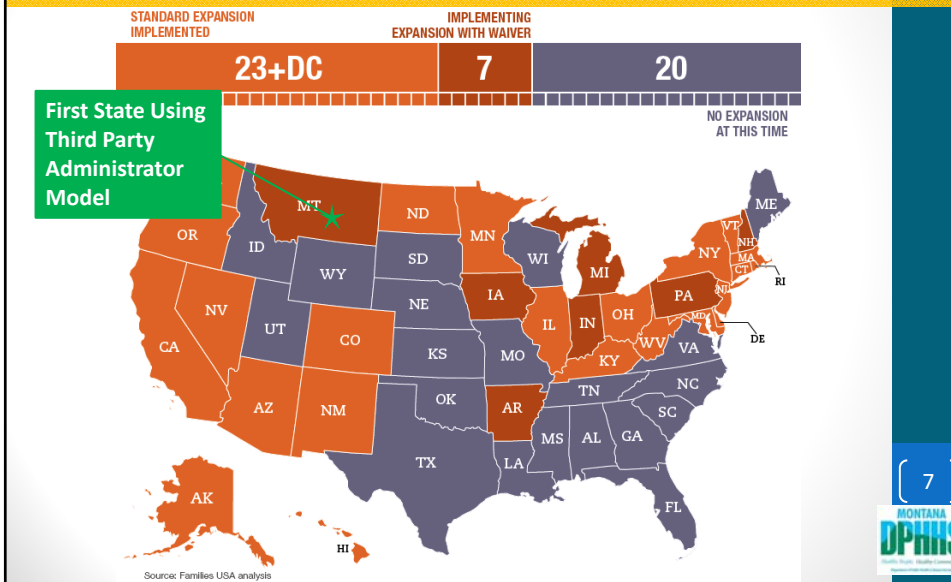 STANDARD EXPANSION
IMPLEMENTED
IMPLEMENTING
EXPANSION WITH WAIVER
23+DC
7
20
NO EXPANSION
AT THIS TIME
First State Using
Third Party
Administrator
Model
MT
ND
MN
OR
ID
WY
SD
WI
MI
ME
VT
NH
NY
MA
CT
RI
NV
UT
NE
IA
IL
IN
OH
PA
NJ
MD
DE
CA
CO
KS
MO
KY
WV
VA
AZ
NM
OK
AR
TN
NC
SC
TX
LA
MS
AL
GA
FL
AK
HI
7
MONTANA
DPHHS
Source: Families USA analysis